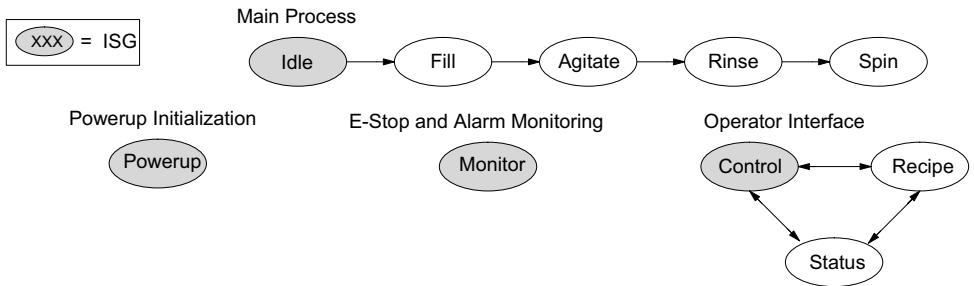 Main Process
XXX = ISG
Idle Fill Agitate Rinse Spin
Powerup Initialization E-Stop and Alarm Monitoring Operator Interface
Powerup Monitor Control Recipe
Status